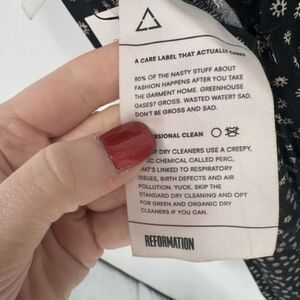 A CARE LABEL THAT ACTUALLY CARES
80% OF THE NASTY STUFF ABOUT
FASHION HAPPENS AFTER YOU TAKE
THE GARMENT HOME. GREENHOUSE
GASES? GROSS. WASTED WATER? SAD.
DON'T BE GROSS AND SAD.
CLEAN
DRY CLEANERS USE A CREEPY,
CHEMICAL CALLED PERC,
THAT'S LINKED TO RESPIRATORY
ISSUES, BIRTH DEFECTS AND AIR
POLLUTION. YUCK. SKIP THE
STANDARD DRY CLEANING AND OPT
FOR GREEN AND ORGANIC DRY
CLEANERS IF YOU CAN.
REFORMATION